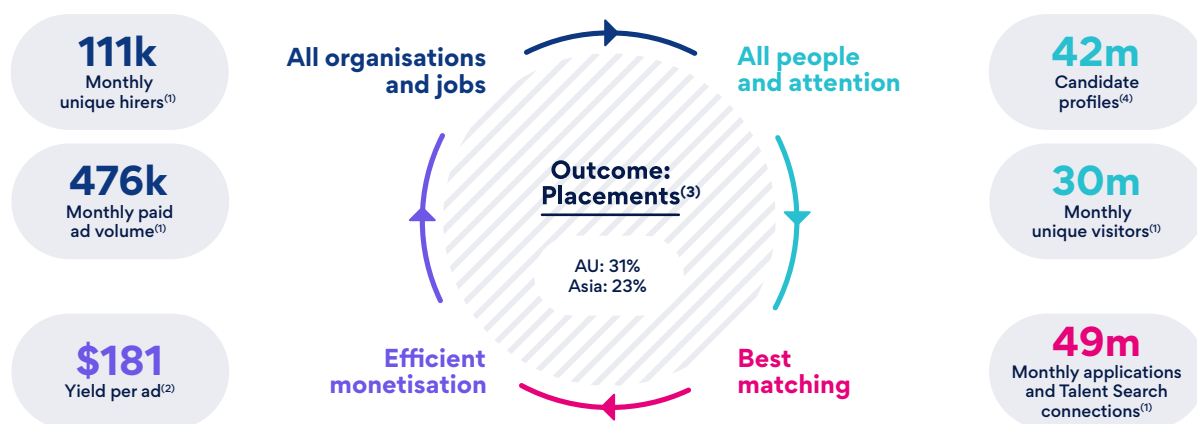 111k
Monthly
unique hirers(1)
476k
Monthly paid
ad volume(1)
$181
Yield per ad(2)
All organisations
and jobs
All people
and attention
Outcome:
Placements(3)
AU: 31%
Asia: 23%
Efficient
monetisation
Best
matching
42m
Candidate
profiles(4)
30m
Monthly
unique visitors(1)
49m
Monthly applications
and Talent Search
connections(1)